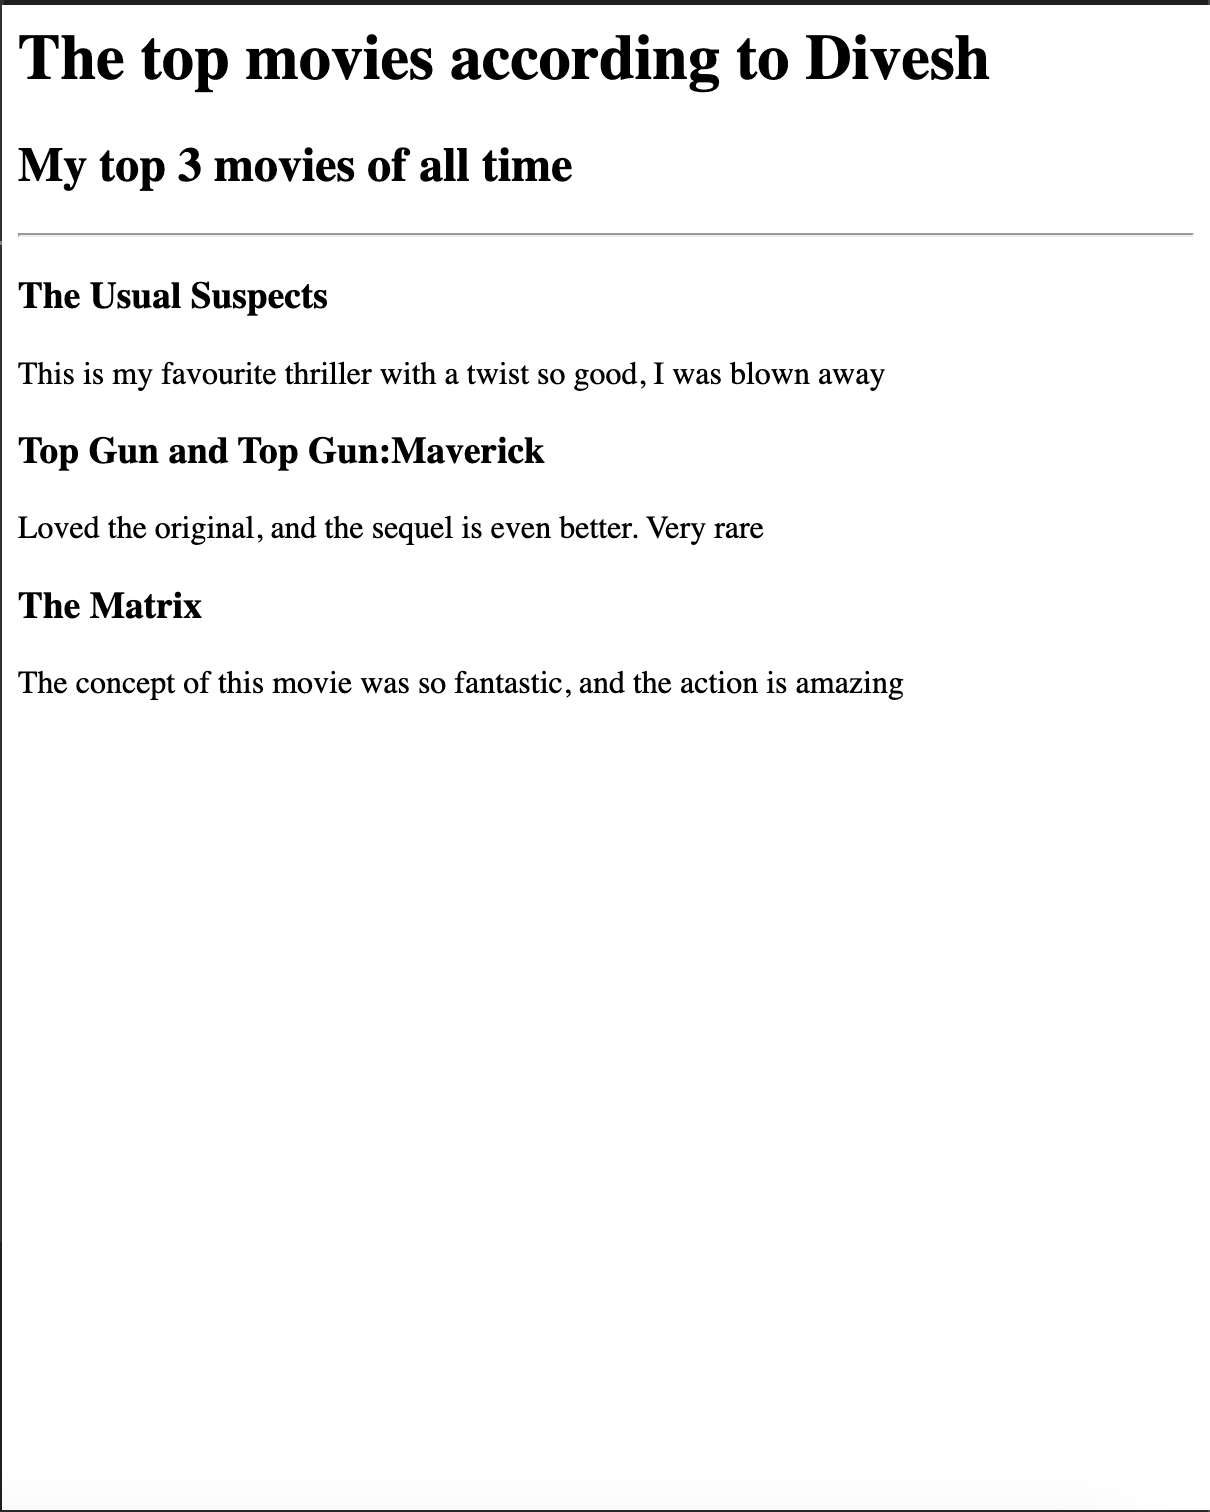 The top movies according to Divesh
My top 3 movies of all time
The Usual Suspects
This is my favourite thriller with a twist so good, I was blown away
Top Gun and Top Gun:Maverick
Loved the original, and the sequel is even better. Very rare
The Matrix
The concept of this movie was so fantastic, and the action is amazing